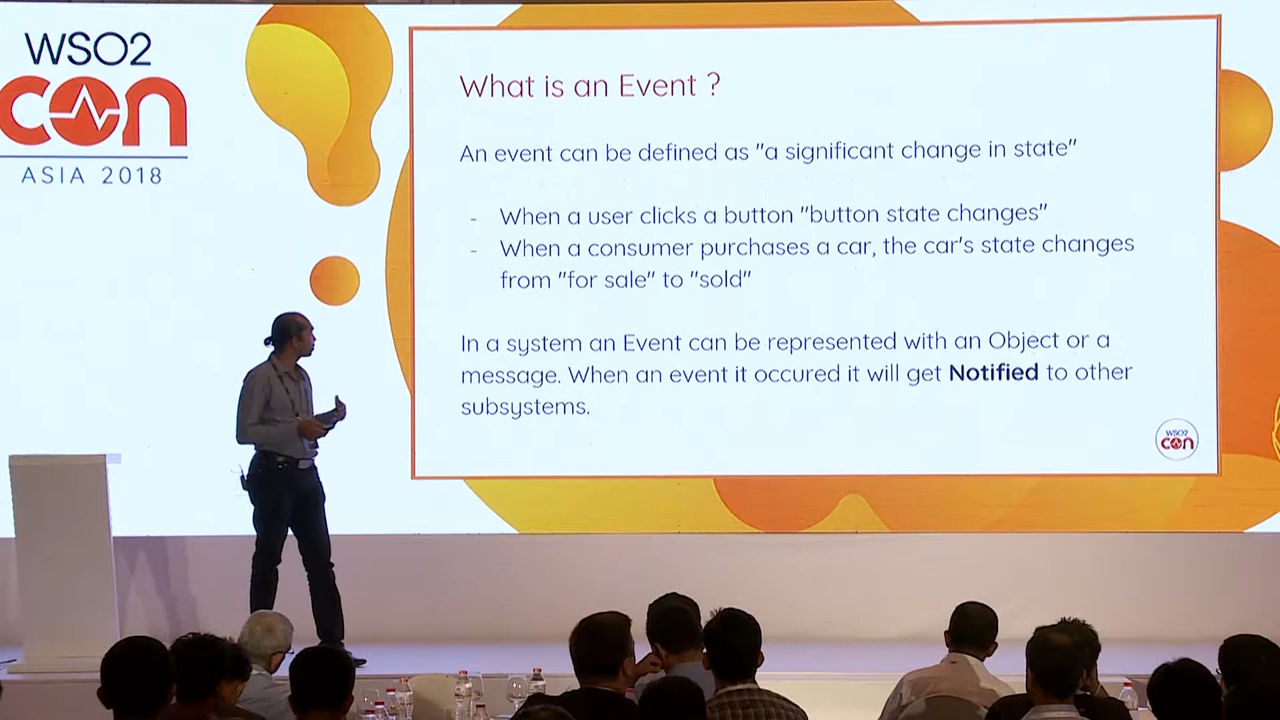 WSO2
con
ASIA 2018
What is an Event ?
An event can be defined as "a significant change in state"
- When a user clicks a button "button state changes"
- When a consumer purchases a car, the car's state changes
from "for sale" to "sold"
In a system an Event can be represented with an Object or a
message. When an event it occured it will get Notified to other
subsystems.
WSO2
con